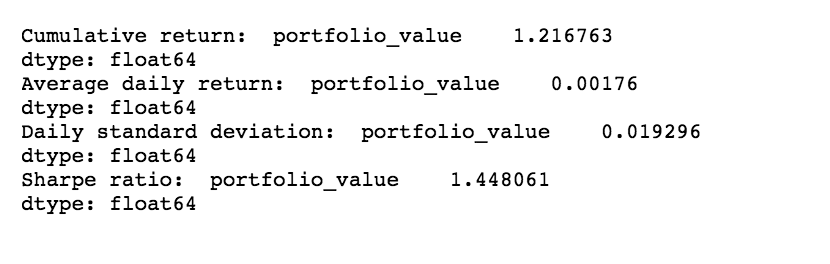 Cumulative return:  portfolio_value    1.216763
dtype: float64
Average daily return:  portfolio_value    0.00176
dtype: float64
Daily standard deviation:  portfolio_value    0.019296
dtype: float64
Sharpe ratio:  portfolio_value    1.448061
dtype: float64